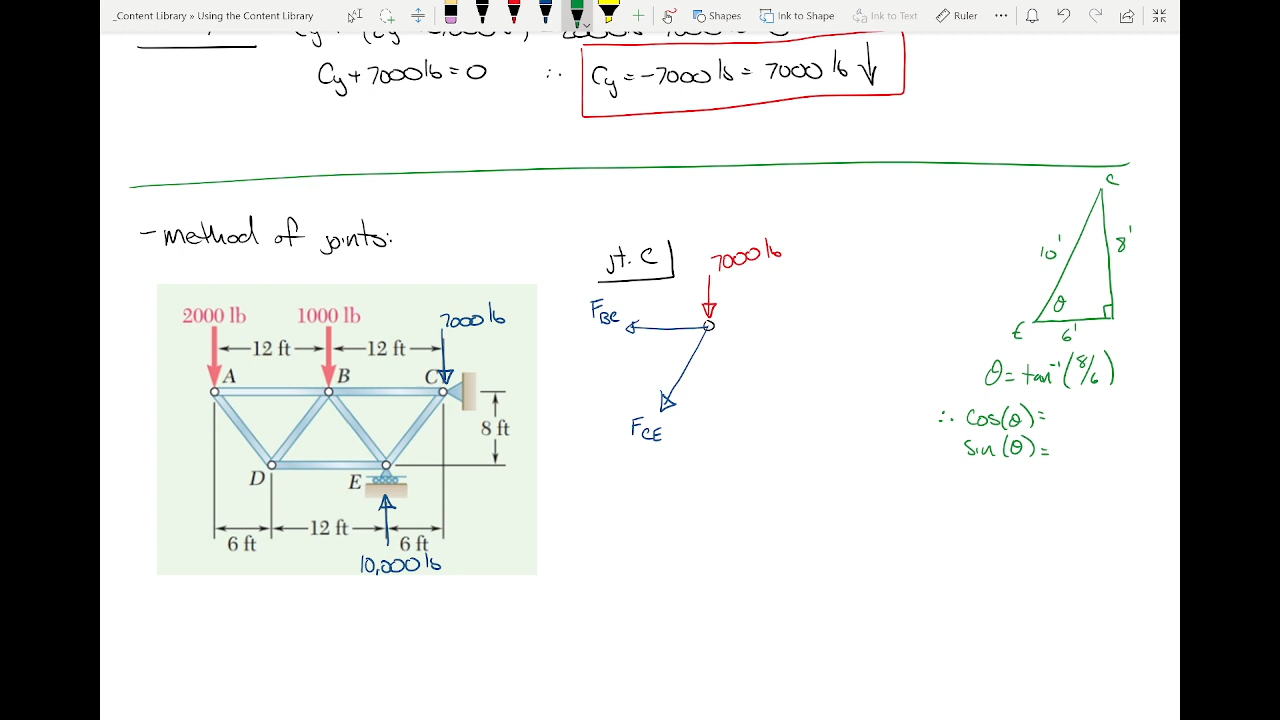 _Content Library » Using the Content Library
Shapes
Ink to Shape
Ink to Text
Ruler
Cy + 7000 lb = 0 ∴ Cy = -7000 lb = 7000 lb ↓
- method of joints:
2000 lb 1000 lb 7000 lb
12 ft 12 ft
A B C
8 ft
D E
12 ft
6 ft 6 ft
10,000 lb
jt. C
7000 lb
FBC
FCE
C
10' 8'
θ
E 6'
θ = tan⁻¹(8/6)
∴ cos(θ) =
sin(θ) =